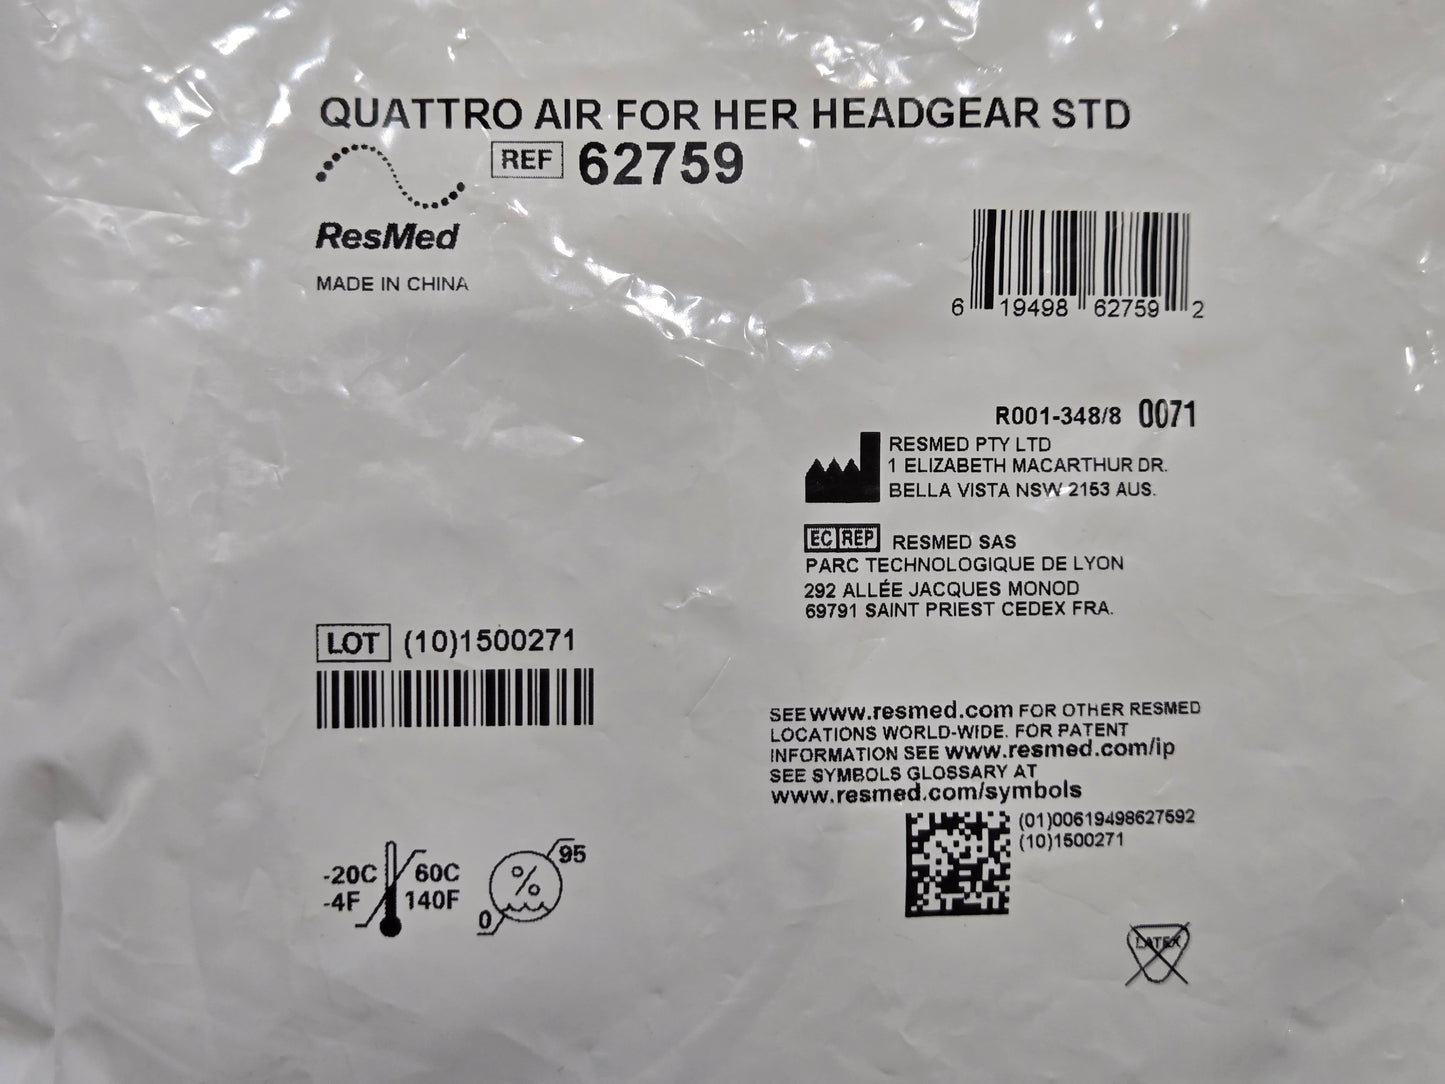 QUATTRO AIR FOR HER HEADGEAR STD
REF 62759
ResMed
MADE IN CHINA
6 19498 62759 2
R001-348/8 0071
RESMED PTY LTD
1 ELIZABETH MACARTHUR DR.
BELLA VISTA NSW 2153 AUS.
EC REP RESMED SAS
PARC TECHNOLOGIQUE DE LYON
292 ALLÉE JACQUES MONOD
69791 SAINT PRIEST CEDEX FRA.
LOT (10)1500271
SEE www.resmed.com FOR OTHER RESMED
LOCATIONS WORLD-WIDE. FOR PATENT
INFORMATION SEE www.resmed.com/ip
SEE SYMBOLS GLOSSARY AT
www.resmed.com/symbols
(01)00619498627592
(10)1500271
-20C 60C
-4F 140F
% 95
0
LATEX